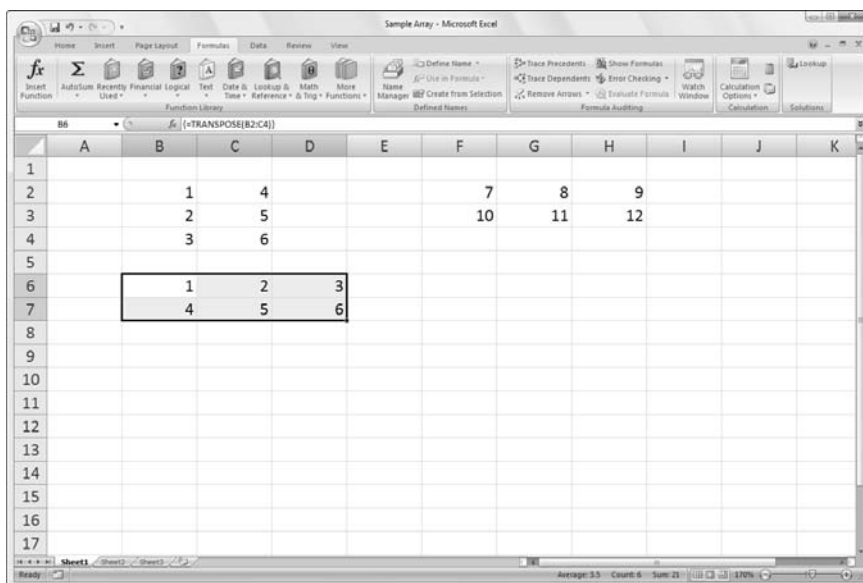 Sample Array - Microsoft Excel
Home Insert Page Layout Formulas Data Review View
fx Insert Function
Σ AutoSum
Recently Used
Financial
Logical
Text
Date & Time
Lookup & Reference
Math & Trig
More Functions
Function Library
Name Manager
Define Name
Use in Formula
Create from Selection
Defined Names
Trace Precedents
Trace Dependents
Remove Arrows
Show Formulas
Error Checking
Evaluate Formula
Watch Window
Formula Auditing
Calculation Options
Calculation
Lookup
Solutions
B6 fx {=TRANSPOSE(B2:C4)}
A B C D E F G H I J K
1
2 1 4 7 8 9
3 2 5 10 11 12
4 3 6
5
6 1 2 3
7 4 5 6
8
9
10
11
12
13
14
15
16
17
Sheet1 Sheet2 Sheet3
Ready Average: 3.5 Count: 6 Sum: 21 170%